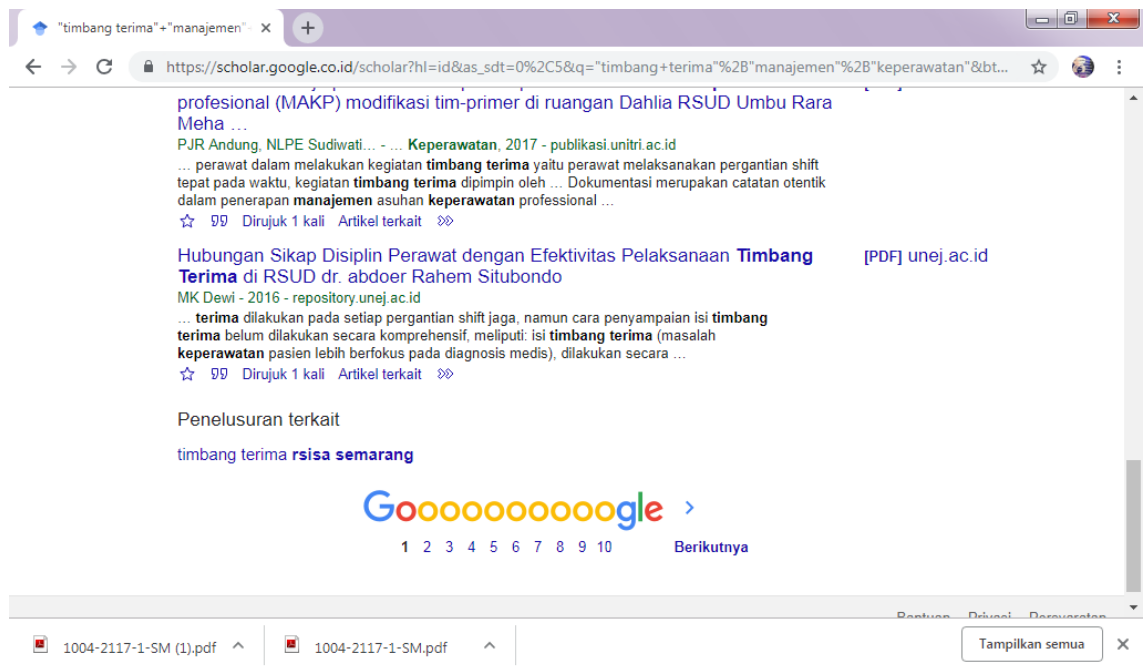 "timbang terima"+"manajemen"-
https://scholar.google.co.id/scholar?hl=id&as_sdt=0%2C5&q="timbang+terima"%2B"manajemen"%2B"keperawatan"&bt...
profesional (MAKP) modifikasi tim-primer di ruangan Dahlia RSUD Umbu Rara
Meha ...
PJR Andung, NLPE Sudiwati... - ... Keperawatan, 2017 - publikasi.unitri.ac.id
... perawat dalam melakukan kegiatan timbang terima yaitu perawat melaksanakan pergantian shift
tepat pada waktu, kegiatan timbang terima dipimpin oleh ... Dokumentasi merupakan catatan otentik
dalam penerapan manajemen asuhan keperawatan professional ...
Dirujuk 1 kali Artikel terkait
Hubungan Sikap Disiplin Perawat dengan Efektivitas Pelaksanaan Timbang
Terima di RSUD dr. abdoer Rahem Situbondo
[PDF] unej.ac.id
MK Dewi - 2016 - repository.unej.ac.id
... terima dilakukan pada setiap pergantian shift jaga, namun cara penyampaian isi timbang
terima belum dilakukan secara komprehensif, meliputi: isi timbang terima (masalah
keperawatan pasien lebih berfokus pada diagnosis medis), dilakukan secara ...
Dirujuk 1 kali Artikel terkait
Penelusuran terkait
timbang terima rsisa semarang
Goooooooooogle >
1 2 3 4 5 6 7 8 9 10 Berikutnya
Bantuan Privasi Persyaratan
1004-2117-1-SM (1).pdf
1004-2117-1-SM.pdf
Tampilkan semua